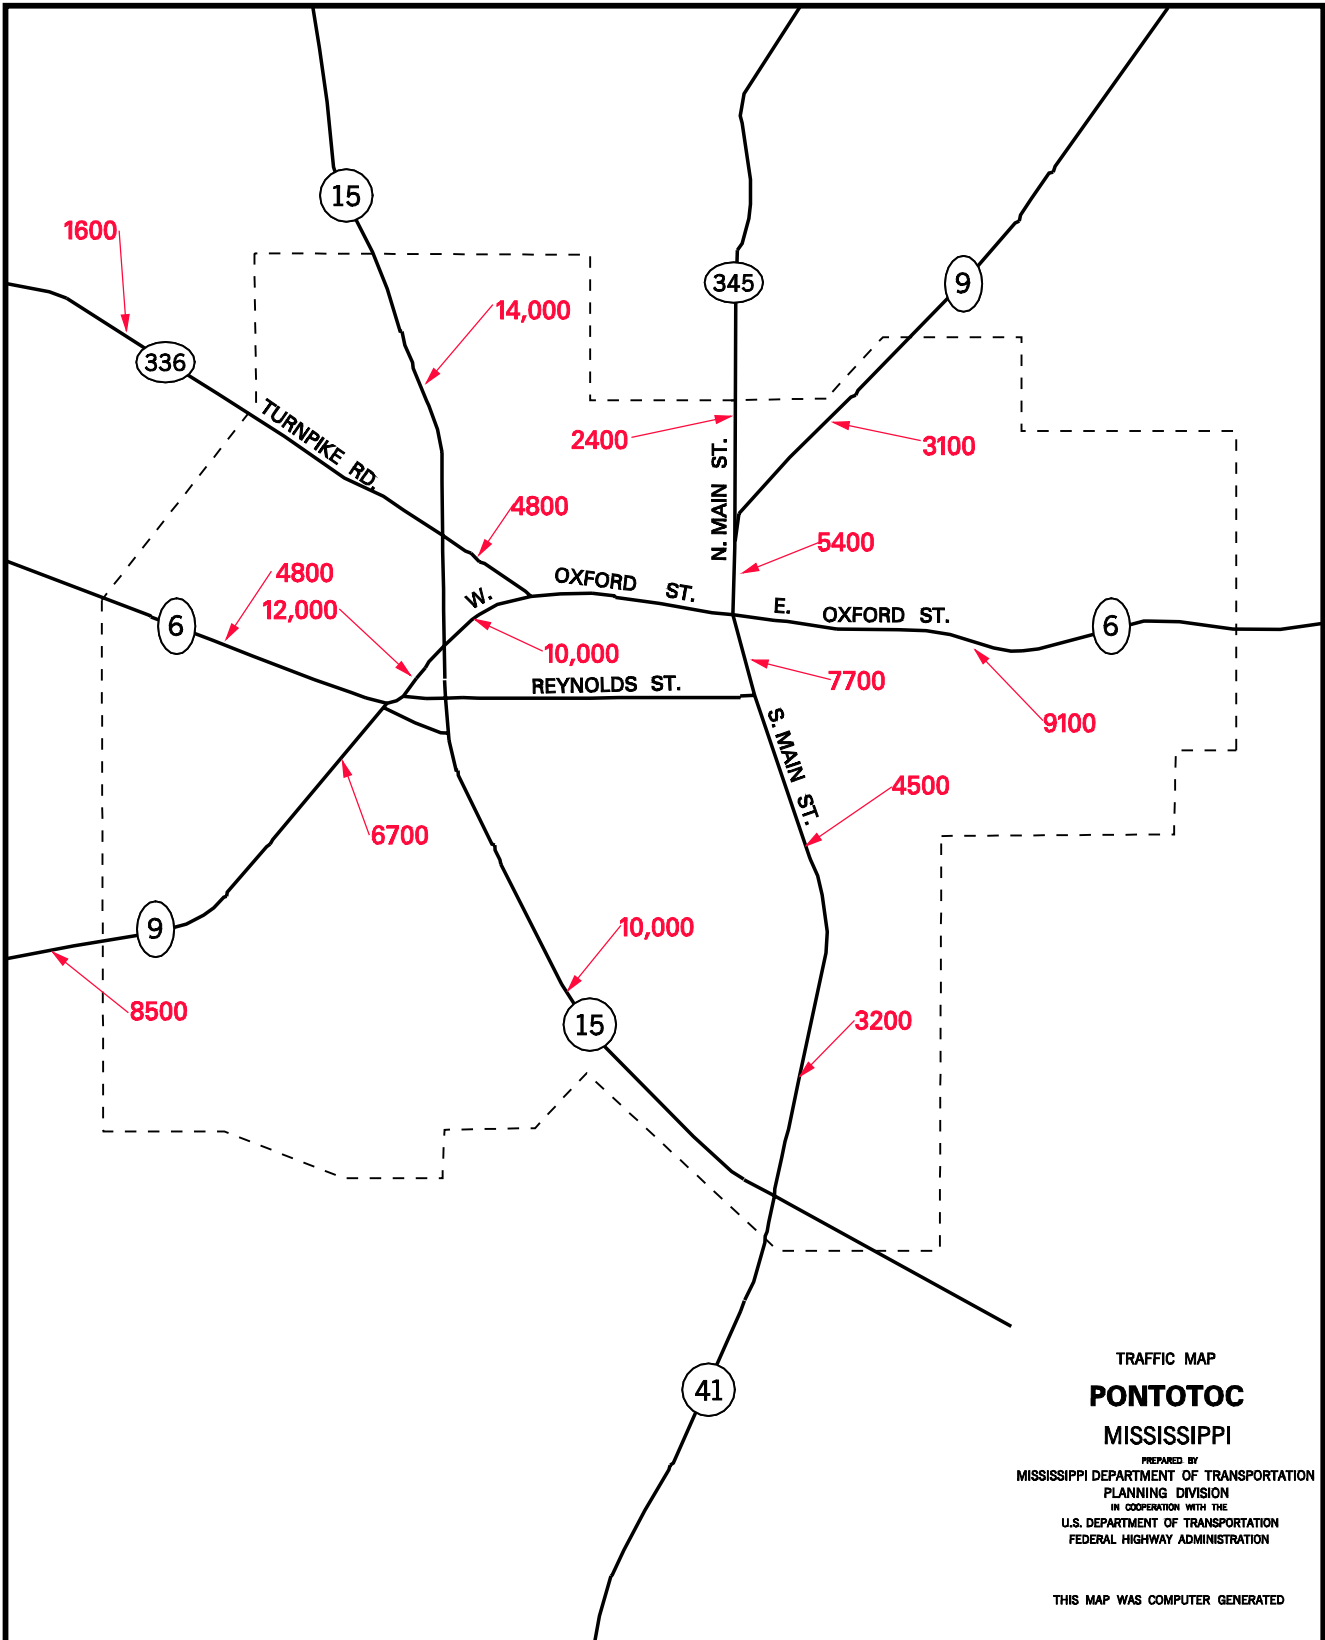 15
1600
345
9
14,000
336
TURNPIKE RD.
2400
N. MAIN ST.
3100
4800
5400
4800
12,000
W.
OXFORD ST.
E.
OXFORD ST.
6
6
10,000
REYNOLDS ST.
7700
S. MAIN ST.
9100
4500
6700
9
10,000
8500
15
3200
41
TRAFFIC MAP
PONTOTOC
MISSISSIPPI
PREPARED BY
MISSISSIPPI DEPARTMENT OF TRANSPORTATION
PLANNING DIVISION
IN COOPERATION WITH THE
U.S. DEPARTMENT OF TRANSPORTATION
FEDERAL HIGHWAY ADMINISTRATION
THIS MAP WAS COMPUTER GENERATED